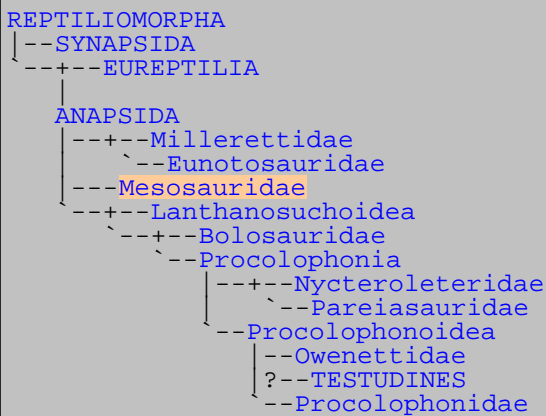 REPTILIOMORPHA
|--SYNAPSIDA
`--+--EUREPTILIA
   |
   ANAPSIDA
   |--+--Millerettidae
   |  `--Eunotosauridae
   |---Mesosauridae
   `--+--Lanthanosuchoidea
      `--+--Bolosauridae
         `--Procolophonia
            |--+--Nycteroleteridae
            |  `--Pareiasauridae
            `--Procolophonoidea
               |--Owenettidae
               |?--TESTUDINES
               `--Procolophonidae